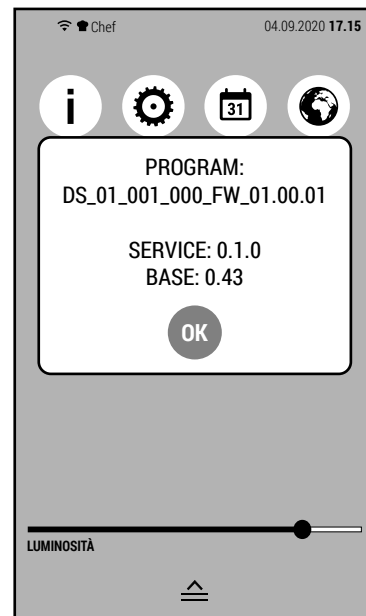 Chef 04.09.2020 17.15
i 31
PROGRAM:
DS_01_001_000_FW_01.00.01
SERVICE: 0.1.0
BASE: 0.43
OK
LUMINOSITÀ